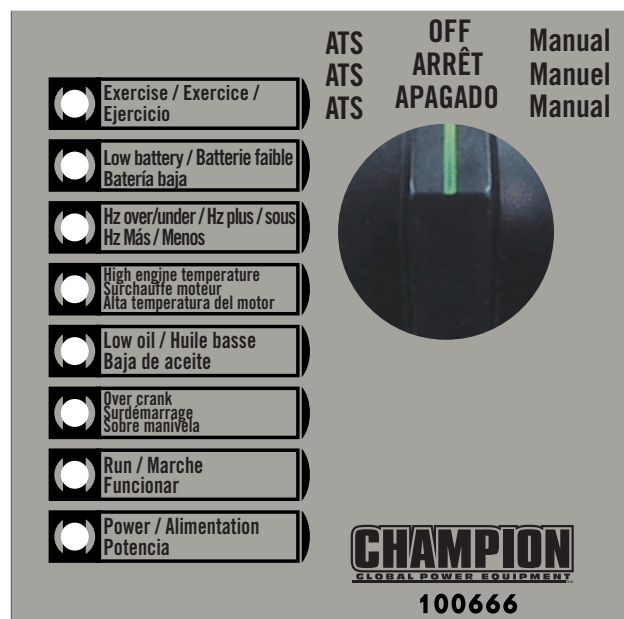 ATS OFF Manual
ATS ARRÊT Manuel
ATS APAGADO Manual
Exercise / Exercice /
Ejercicio
Low battery / Batterie faible
Batería baja
Hz over/under / Hz plus / sous
Hz Más / Menos
High engine temperature
Surchauffe moteur
Alta temperatura del motor
Low oil / Huile basse
Baja de aceite
Over crank
Surdémarrage
Sobre manivela
Run / Marche
Funcionar
Power / Alimentation
Potencia
CHAMPION
GLOBAL POWER EQUIPMENT
100666